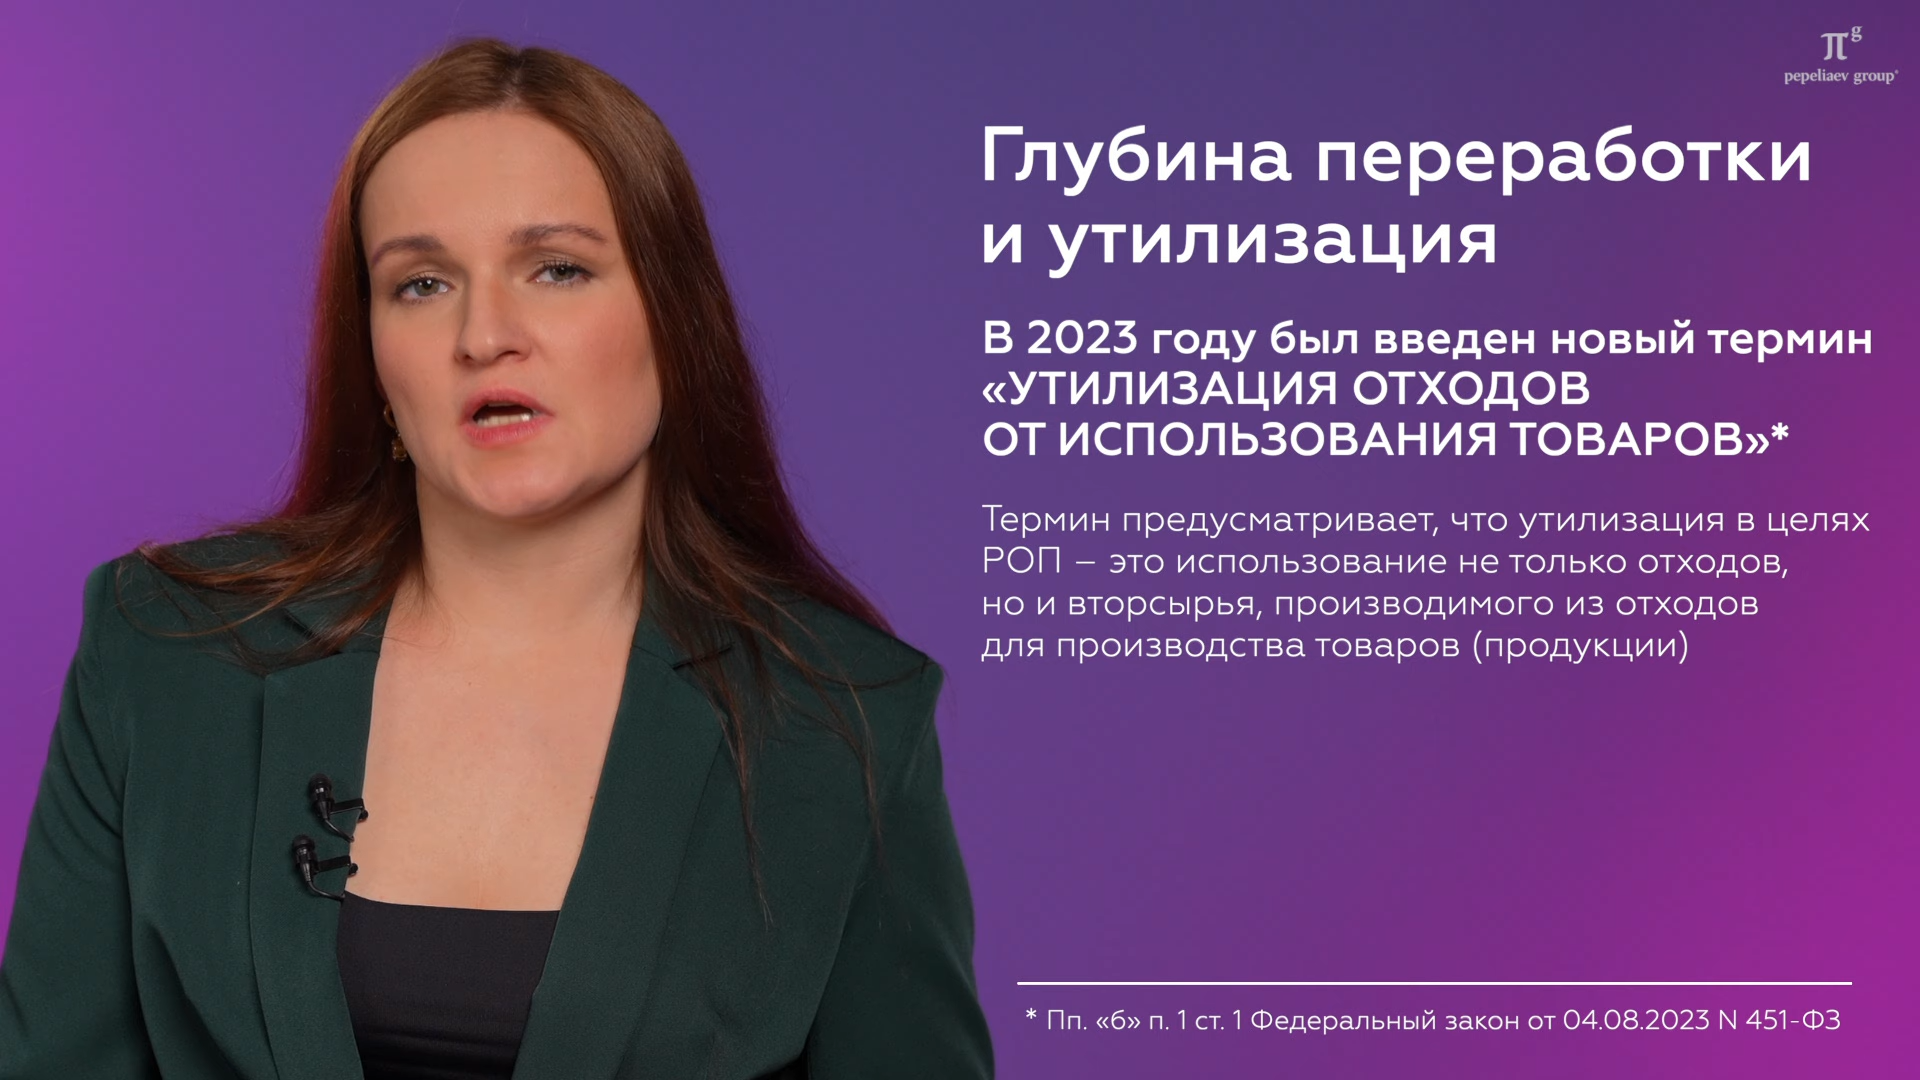 πg
pepeliaev group®
Глубина переработки
и утилизация
В 2023 году был введен новый термин
«УТИЛИЗАЦИЯ ОТХОДОВ
ОТ ИСПОЛЬЗОВАНИЯ ТОВАРОВ»*
Термин предусматривает, что утилизация в целях
РОП – это использование не только отходов,
но и вторсырья, производимого из отходов
для производства товаров (продукции)
* Пп. «б» п. 1 ст. 1 Федеральный закон от 04.08.2023 N 451-ФЗ